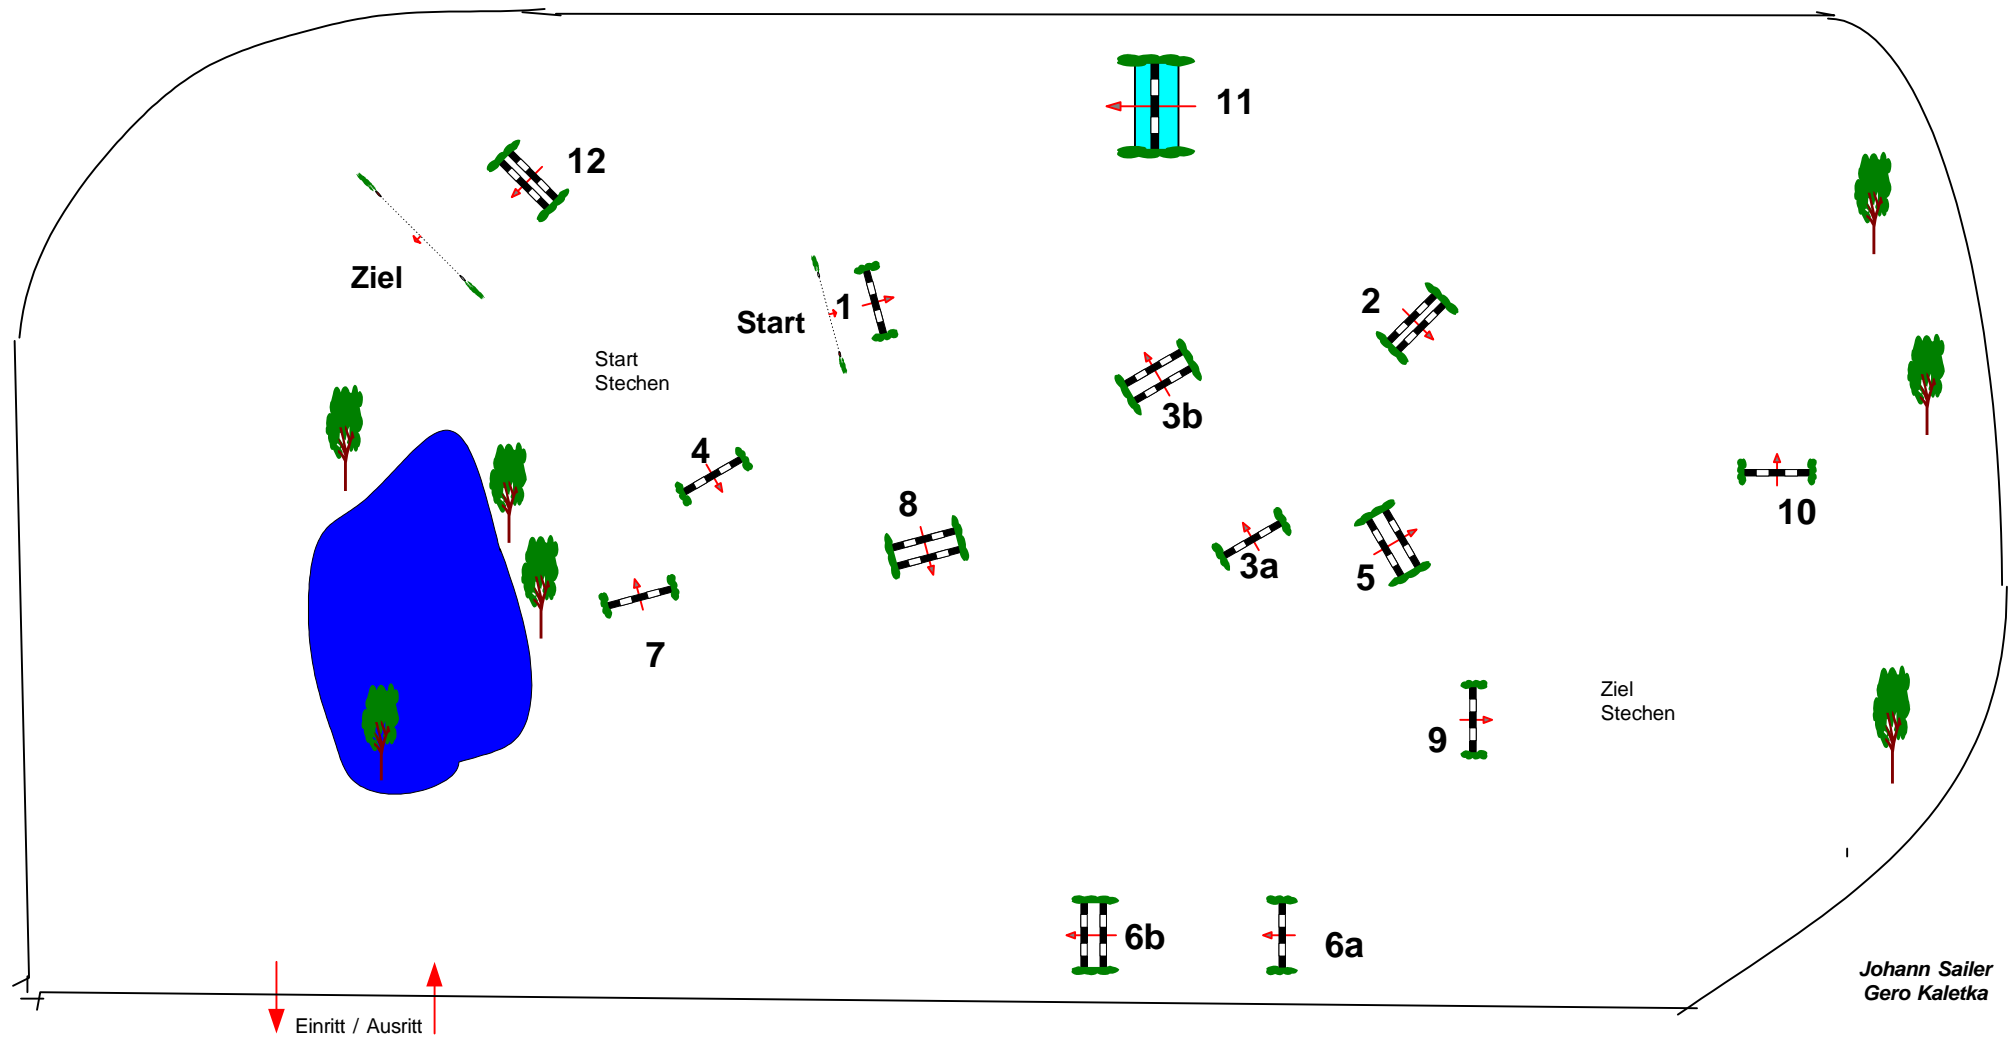 11
12
Ziel
1
Start
2
Start
Stechen
3b
4
8
3a
5
10
7
Ziel
Stechen
9
6b
6a
Johann Sailer
Gero Kaletka
Einritt / Ausritt